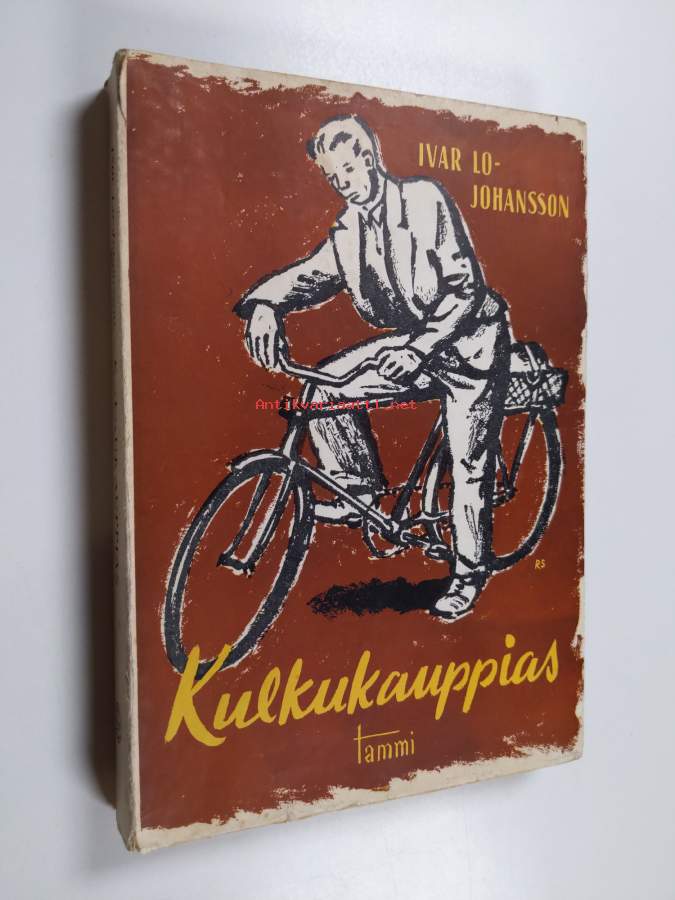 IVAR LO-
JOHANSSON
Antikvariaatti.net
RS
Kulkukauppias
tammi